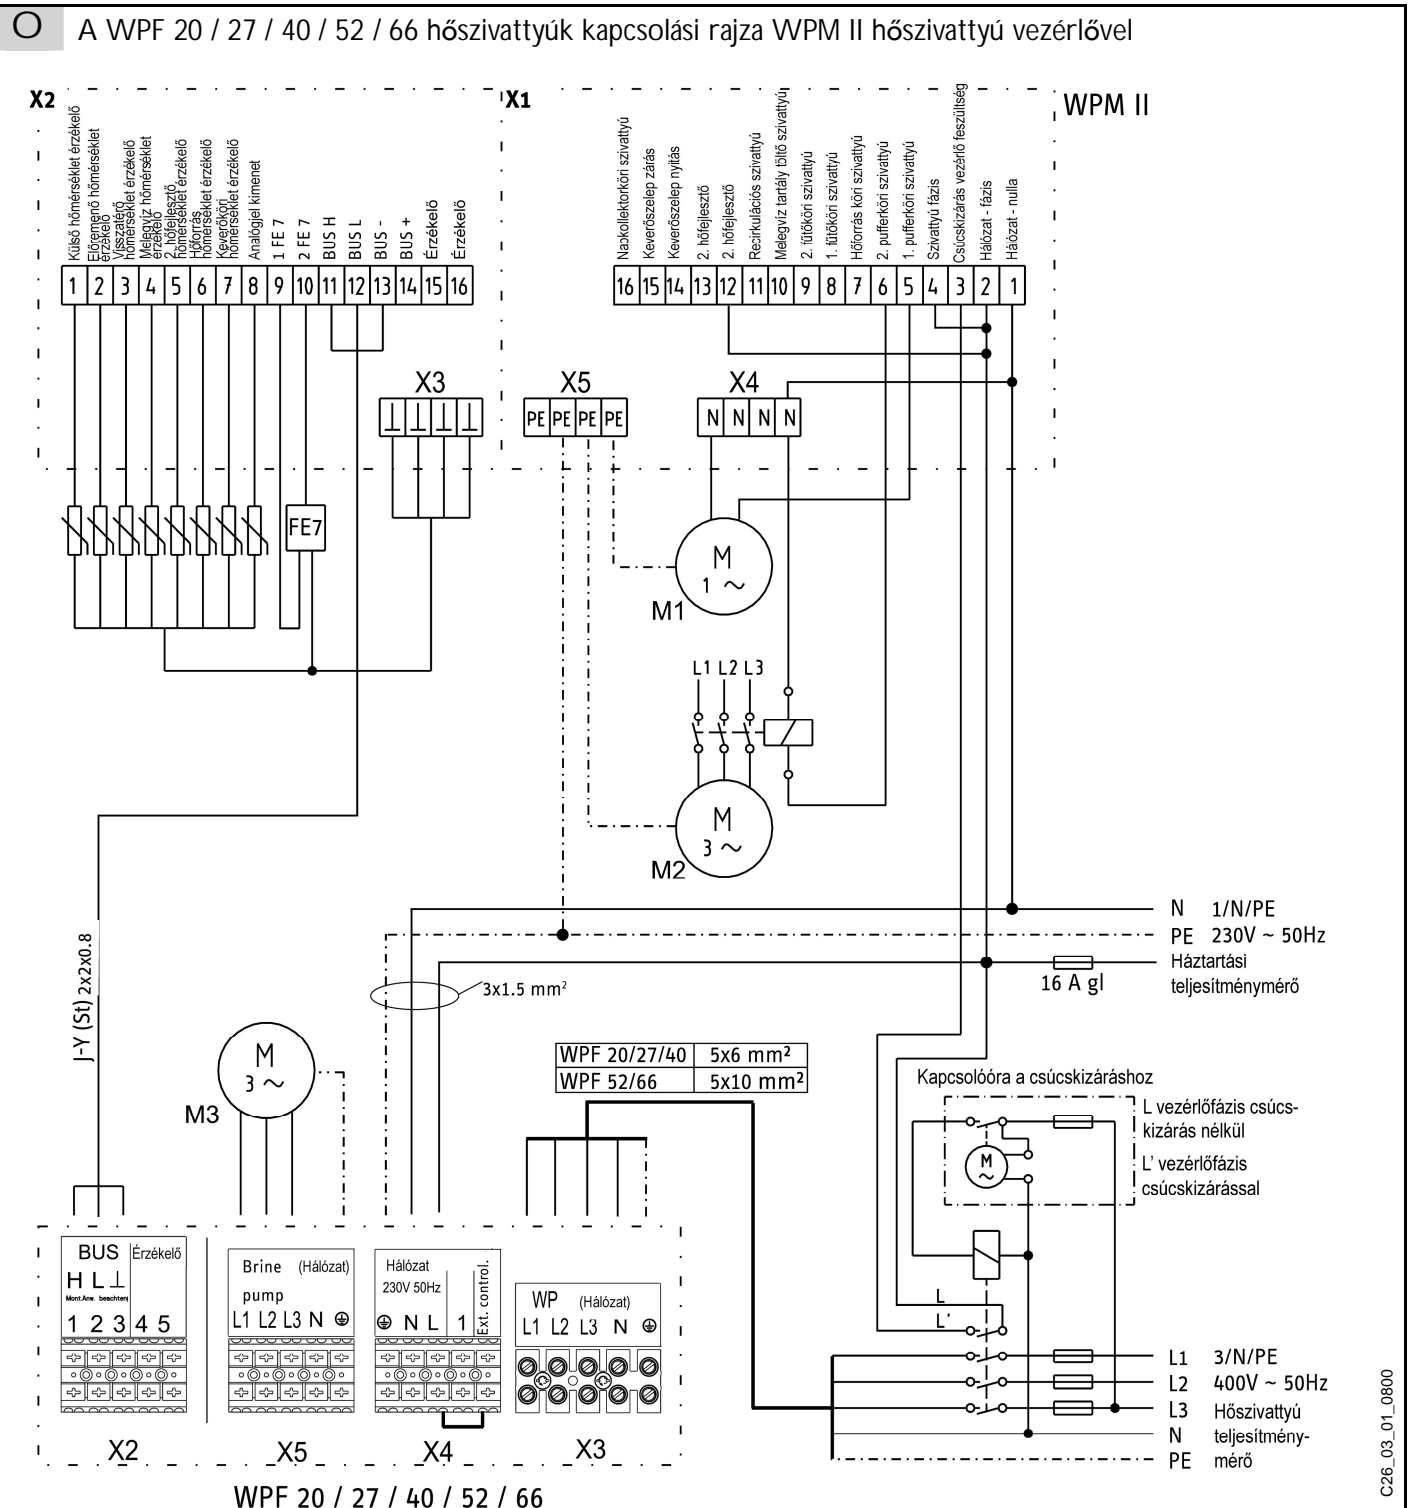 O
A WPF 20 / 27 / 40 / 52 / 66 hőszivattyúk kapcsolási rajza WPM II hőszivattyú vezérlővel
X2
X1
WPM II
Külső hőmérséklet érzékelő
Előremenő hőmérséklet
érzékelő
Visszatérő
hőmérséklet érzékelő
Melegvíz hőmérséklet
érzékelő
2. hőfejlesztő
hőmérséklet érzékelő
Hőforrás
hőmérséklet érzékelő
Keverőköri
hőmérséklet érzékelő
Analógjel kimenet
1 FE 7
2 FE 7
BUS H
BUS L
BUS -
BUS +
Érzékelő
Érzékelő
1 2 3 4 5 6 7 8 9 10 11 12 13 14 15 16
Napkollektorköri szivattyú
Keverőszelep zárás
Keverőszelep nyitás
2. hőfejlesztő
2. hőfejlesztő
Recirkulációs szivattyú
Melegvíz tartály töltő szivattyú
2. fűtőköri szivattyú
1. fűtőköri szivattyú
Hőforrás köri szivattyú
2. pufferköri szivattyú
1. pufferköri szivattyú
Szivattyú fázis
Csúcskizárás vezérlő feszültség
Hálózat - fázis
Hálózat - nulla
16 15 14 13 12 11 10 9 8 7 6 5 4 3 2 1
X3
X5
X4
PE PE PE PE
N N N N
FE7
M
1 ~
M1
L1 L2 L3
M
3 ~
M2
J-Y (St) 2x2x0.8
N 1/N/PE
PE 230V ~ 50Hz
Háztartási
teljesítménymérő
16 A gl
3x1.5 mm²
M
3 ~
M3
WPF 20/27/40 5x6 mm²
WPF 52/66 5x10 mm²
Kapcsolóóra a csúcskizáráshoz
L vezérlőfázis csúcs-
kizárás nélkül
L' vezérlőfázis
csúcskizárással
M
~
L
L'
BUS
Érzékelő
H L ⊥
Mont.Anw. beachten
1 2 3 4 5
Brine (Hálózat)
pump
L1 L2 L3 N ⏚
Hálózat
230V 50Hz
⏚ N L 1
Ext. control.
WP (Hálózat)
L1 L2 L3 N ⏚
X2
X5
X4
X3
L1 3/N/PE
L2 400V ~ 50Hz
L3 Hőszivattyú
N teljesítmény-
PE mérő
WPF 20 / 27 / 40 / 52 / 66
C26_03_01_0800